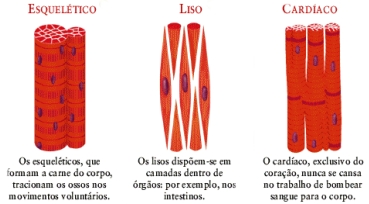 ESQUELÉTICO
Os esqueléticos, que
formam a carne do corpo,
tracionam os ossos nos
movimentos voluntários.
LISO
Os lisos dispõem-se em
camadas dentro de
órgãos: por exemplo, nos
intestinos.
CARDÍACO
O cardíaco, exclusivo do
coração, nunca se cansa
no trabalho de bombear
sangue para o corpo.